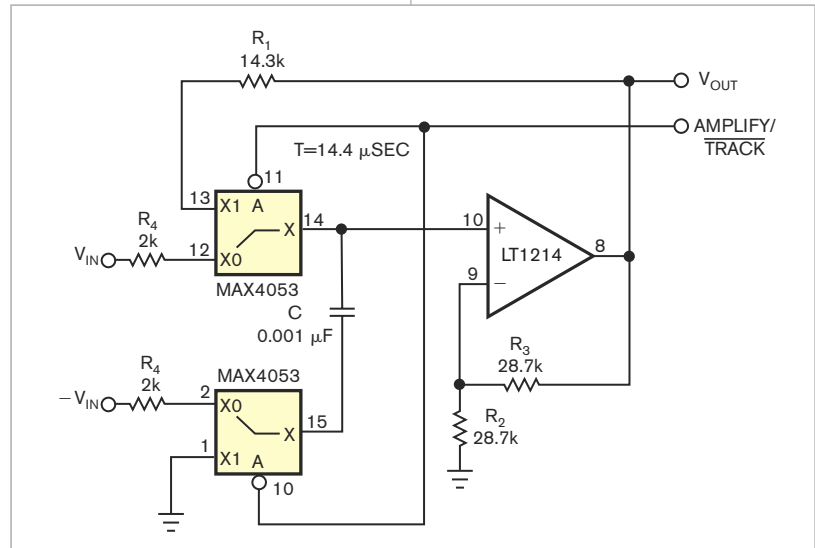 R1
14.3k
VOUT
AMPLIFY/
TRACK
T=14.4 µSEC
11
13
X1 A
14
X
R4
2k
VIN
12
X0
MAX4053
10
+
LT1214
8
9
−
C
0.001 µF
R3
28.7k
MAX4053
R4
2k
−VIN
2
X0
15
X
1
X1 A
10
R2
28.7k